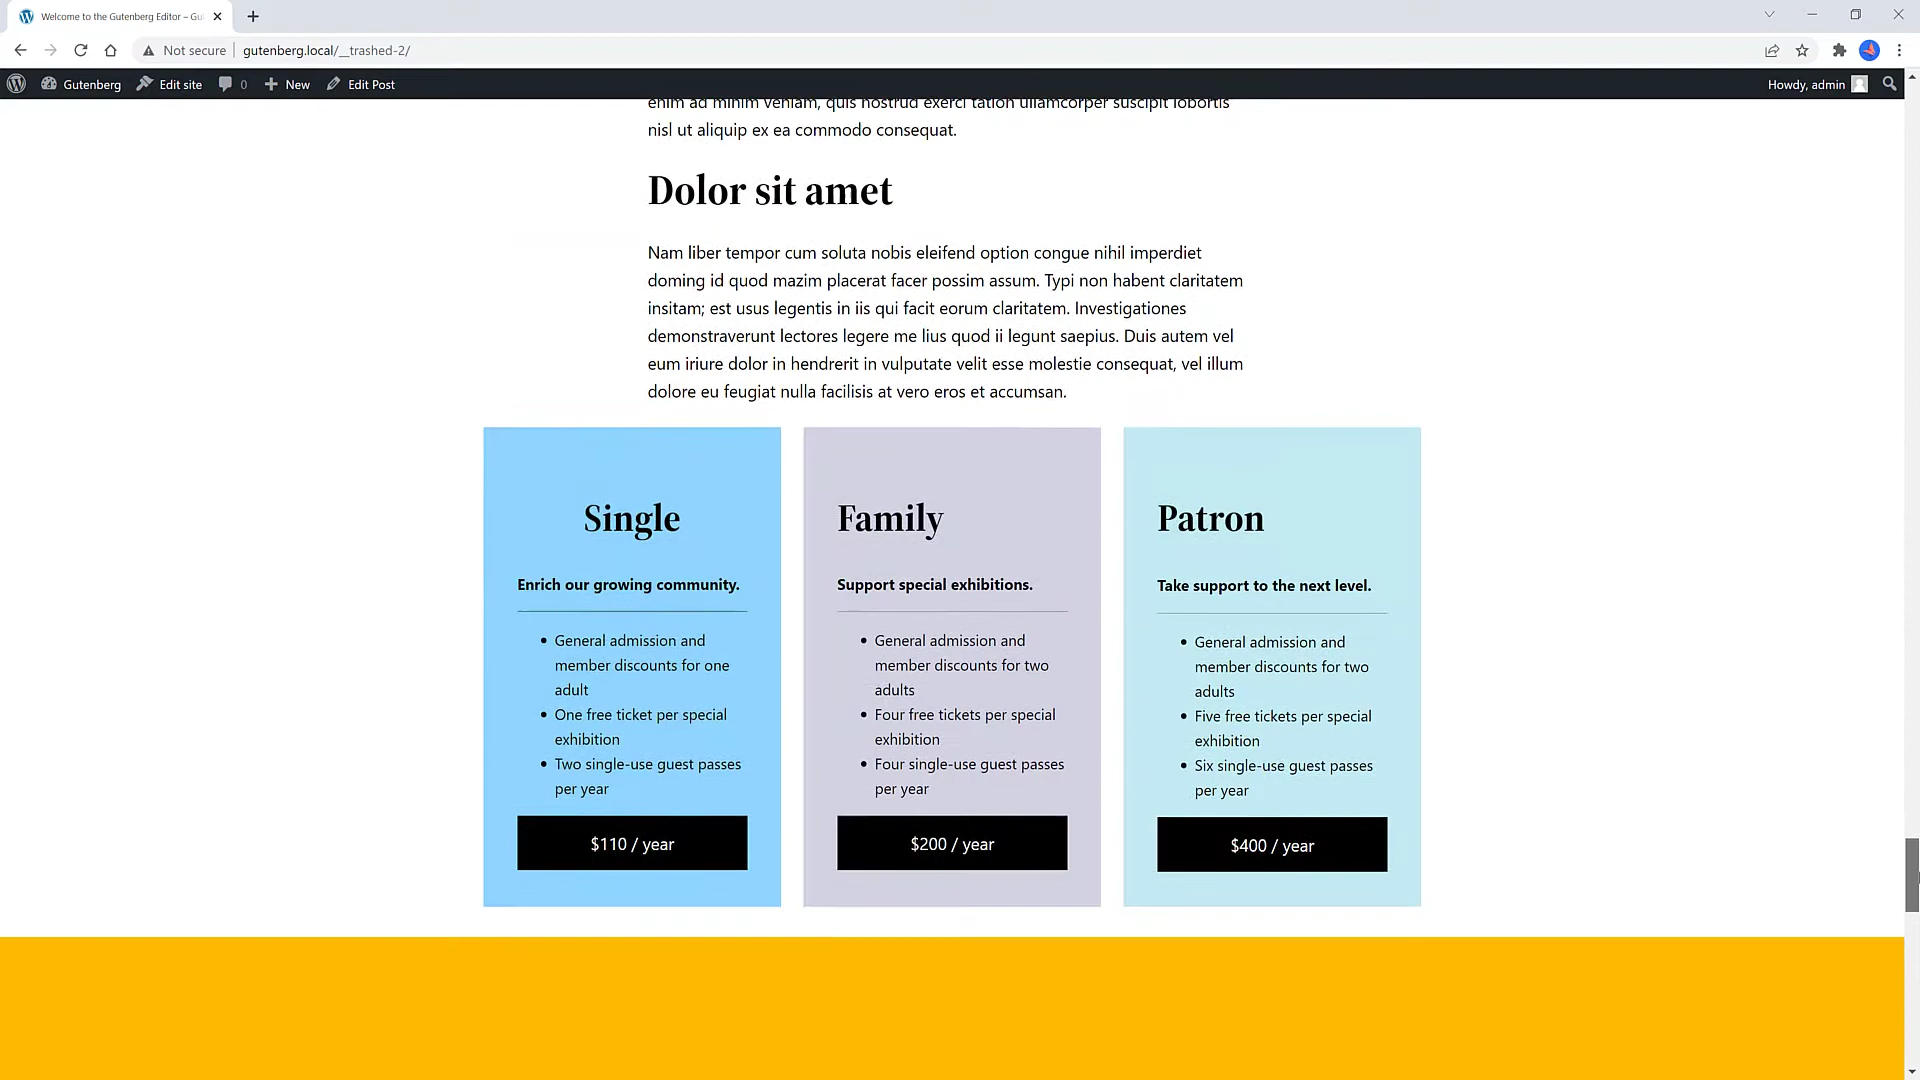 Welcome to the Gutenberg Editor – Gu
Not secure
gutenberg.local/__trashed-2/
Gutenberg
Edit site
0
New
Edit Post
Howdy, admin
enim ad minim veniam, quis nostrud exerci tation ullamcorper suscipit lobortis
nisl ut aliquip ex ea commodo consequat.
Dolor sit amet
Nam liber tempor cum soluta nobis eleifend option congue nihil imperdiet
doming id quod mazim placerat facer possim assum. Typi non habent claritatem
insitam; est usus legentis in iis qui facit eorum claritatem. Investigationes
demonstraverunt lectores legere me lius quod ii legunt saepius. Duis autem vel
eum iriure dolor in hendrerit in vulputate velit esse molestie consequat, vel illum
dolore eu feugiat nulla facilisis at vero eros et accumsan.
Single
Enrich our growing community.
• General admission and
member discounts for one
adult
• One free ticket per special
exhibition
• Two single-use guest passes
per year
$110 / year
Family
Support special exhibitions.
• General admission and
member discounts for two
adults
• Four free tickets per special
exhibition
• Four single-use guest passes
per year
$200 / year
Patron
Take support to the next level.
• General admission and
member discounts for two
adults
• Five free tickets per special
exhibition
• Six single-use guest passes
per year
$400 / year